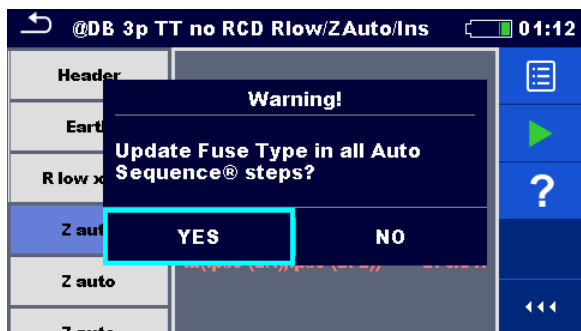 @DB 3p TT no RCD Rlow/ZAuto/Ins
01:12
Header
Warning!
Update Fuse Type in all Auto
Sequence® steps?
R low
Z aut
YES
NO
Z auto
?